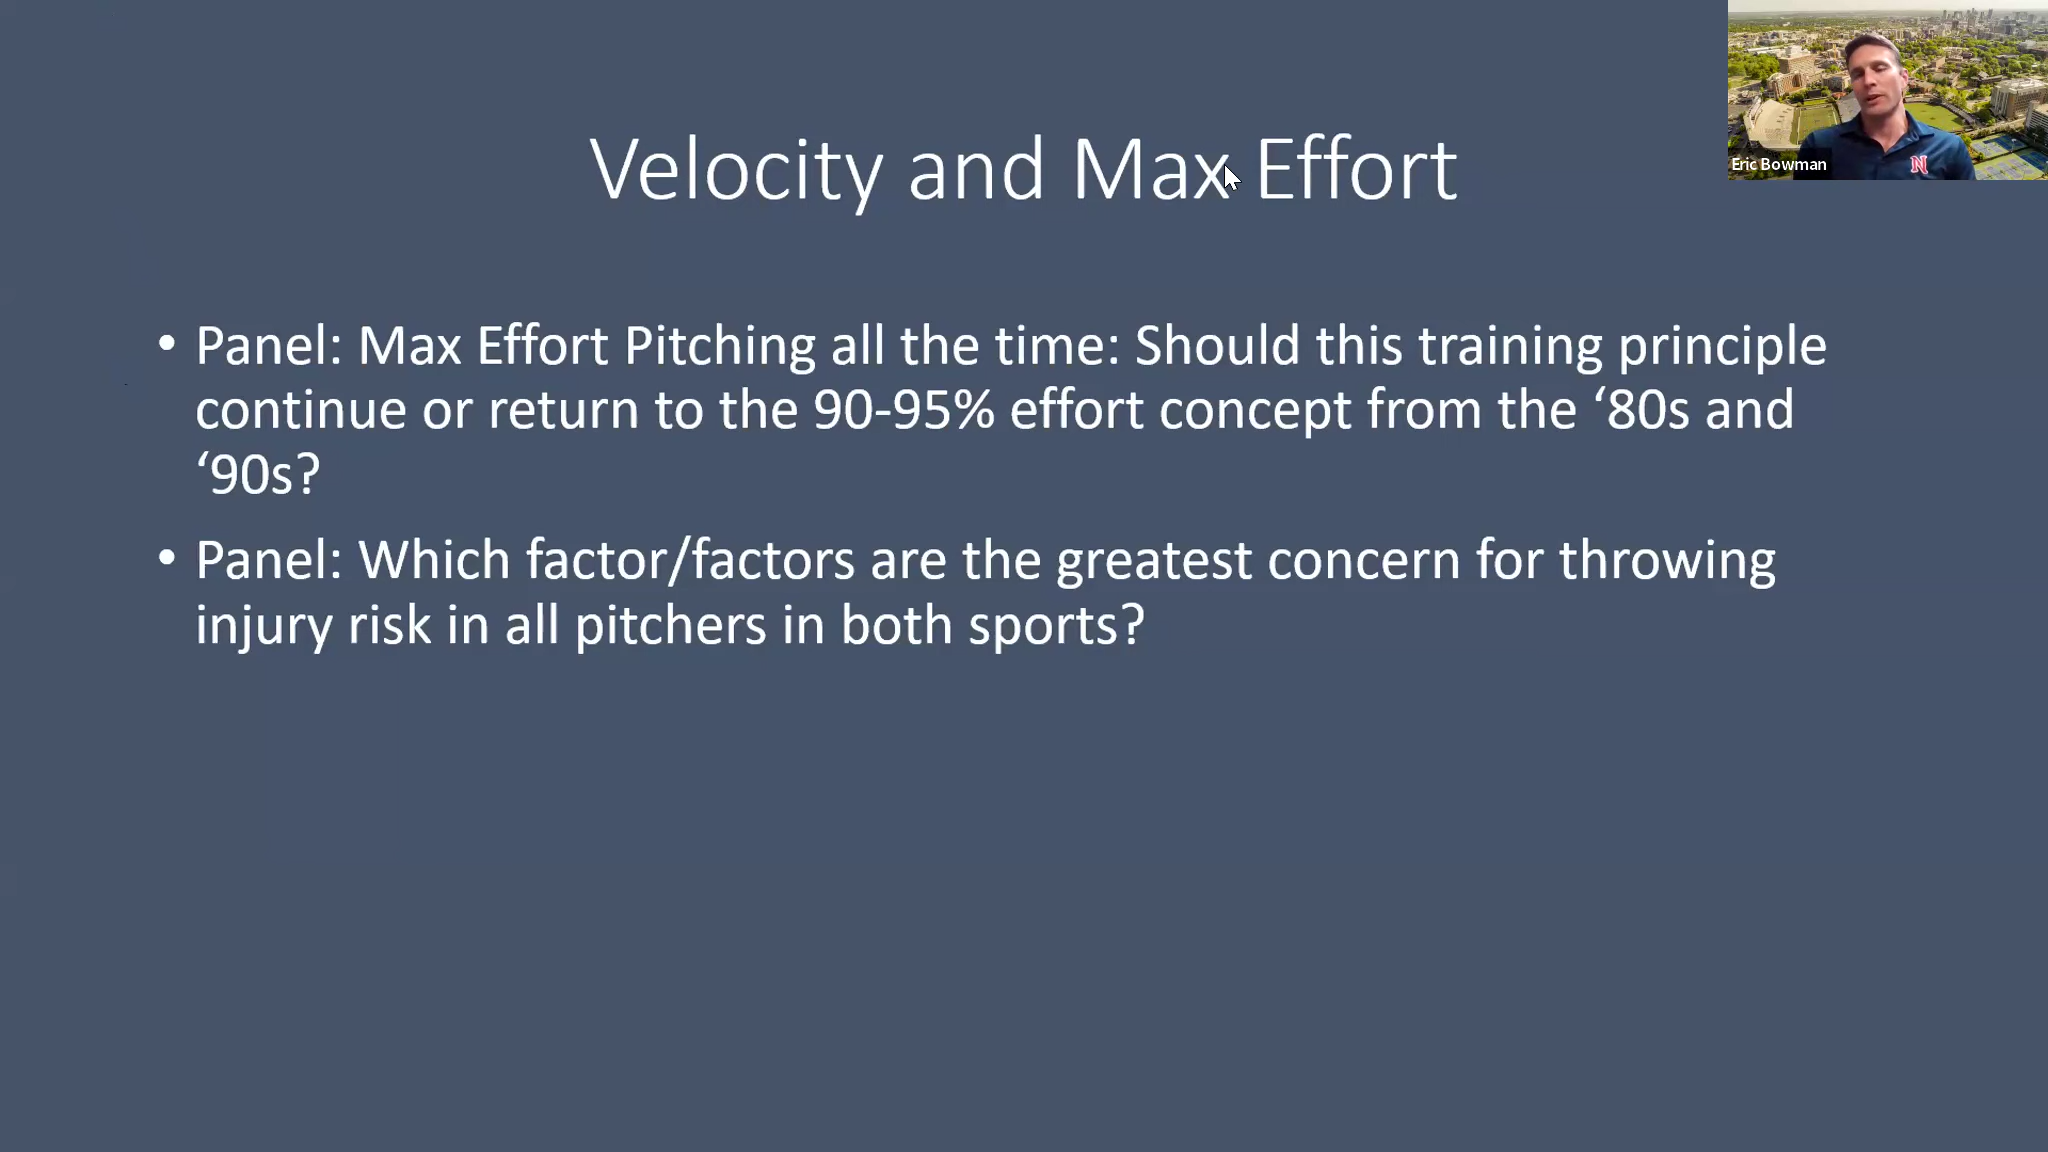 Velocity and Max Effort
• Panel: Max Effort Pitching all the time: Should this training principle
continue or return to the 90-95% effort concept from the ‘80s and
‘90s?
• Panel: Which factor/factors are the greatest concern for throwing
injury risk in all pitchers in both sports?
Eric Bowman
N